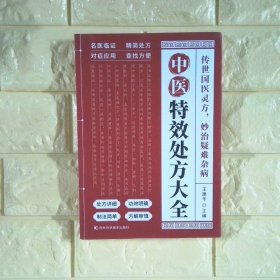 名医临证 精简处方
对症应用 查找方便
传世国医灵方，妙治疑难杂病
中医
特效处方大全
处方详细 功效明确
制法简单 方解审慎